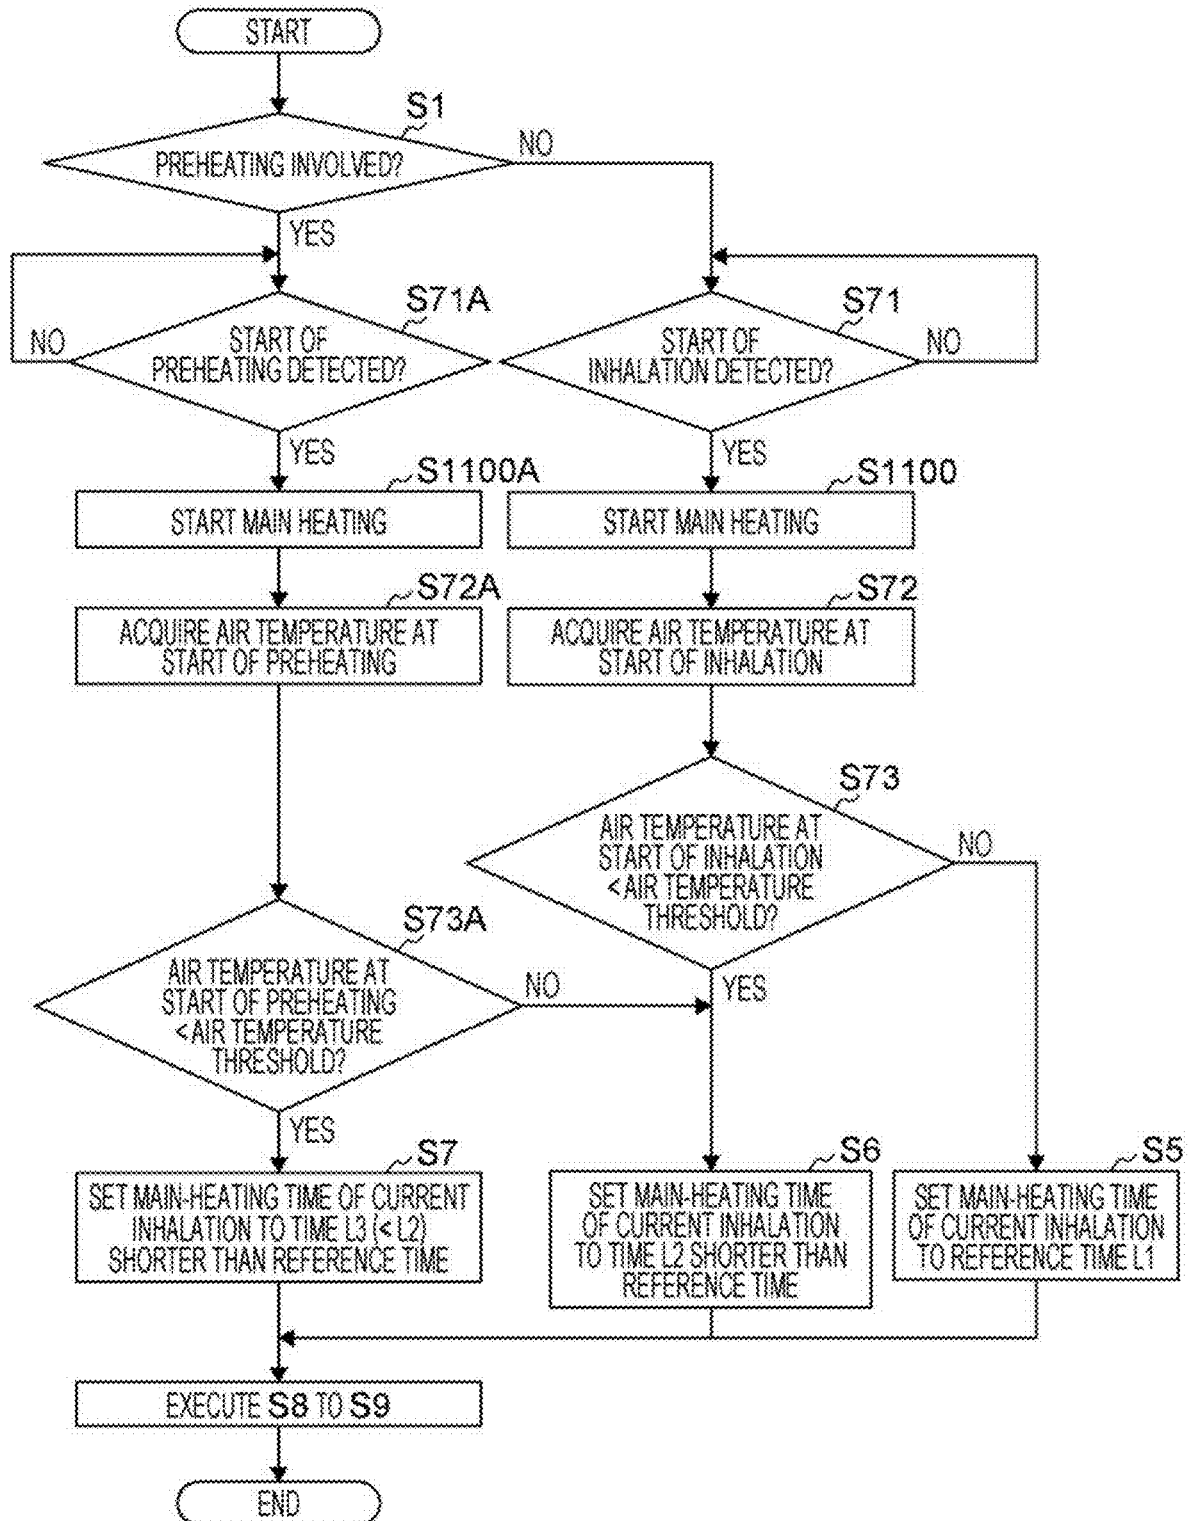 START
S1
PREHEATING INVOLVED?
NO
YES
S71A
START OF
PREHEATING DETECTED?
NO
YES
S71
START OF
INHALATION DETECTED?
NO
YES
S1100A
START MAIN HEATING
S1100
START MAIN HEATING
S72A
ACQUIRE AIR TEMPERATURE AT
START OF PREHEATING
S72
ACQUIRE AIR TEMPERATURE AT
START OF INHALATION
S73
AIR TEMPERATURE AT
START OF INHALATION
< AIR TEMPERATURE
THRESHOLD?
NO
YES
S73A
AIR TEMPERATURE AT
START OF PREHEATING
< AIR TEMPERATURE
THRESHOLD?
NO
YES
S7
SET MAIN-HEATING TIME OF CURRENT
INHALATION TO TIME L3 (< L2)
SHORTER THAN REFERENCE TIME
S6
SET MAIN-HEATING TIME
OF CURRENT INHALATION
TO TIME L2 SHORTER THAN
REFERENCE TIME
S5
SET MAIN-HEATING TIME
OF CURRENT INHALATION
TO REFERENCE TIME L1
EXECUTE S8 TO S9
END